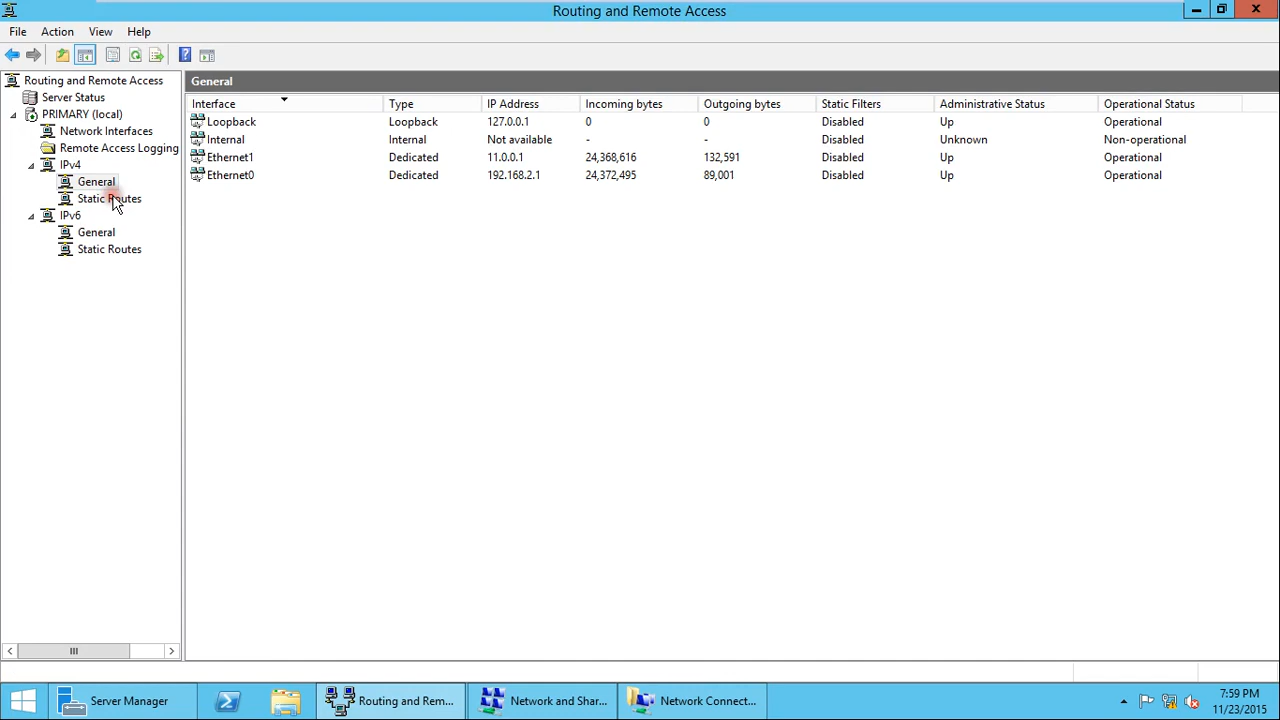 Routing and Remote Access
File Action View Help
Routing and Remote Access
Server Status
PRIMARY (local)
Network Interfaces
Remote Access Logging
IPv4
General
Static Routes
IPv6
General
Static Routes
General
Interface Type IP Address Incoming bytes Outgoing bytes Static Filters Administrative Status Operational Status
Loopback Loopback 127.0.0.1 0 0 Disabled Up Operational
Internal Internal Not available - - Disabled Unknown Non-operational
Ethernet1 Dedicated 11.0.0.1 24,368,616 132,591 Disabled Up Operational
Ethernet0 Dedicated 192.168.2.1 24,372,495 89,001 Disabled Up Operational
Server Manager Routing and Rem... Network and Shar... Network Connect... 7:59 PM
11/23/2015